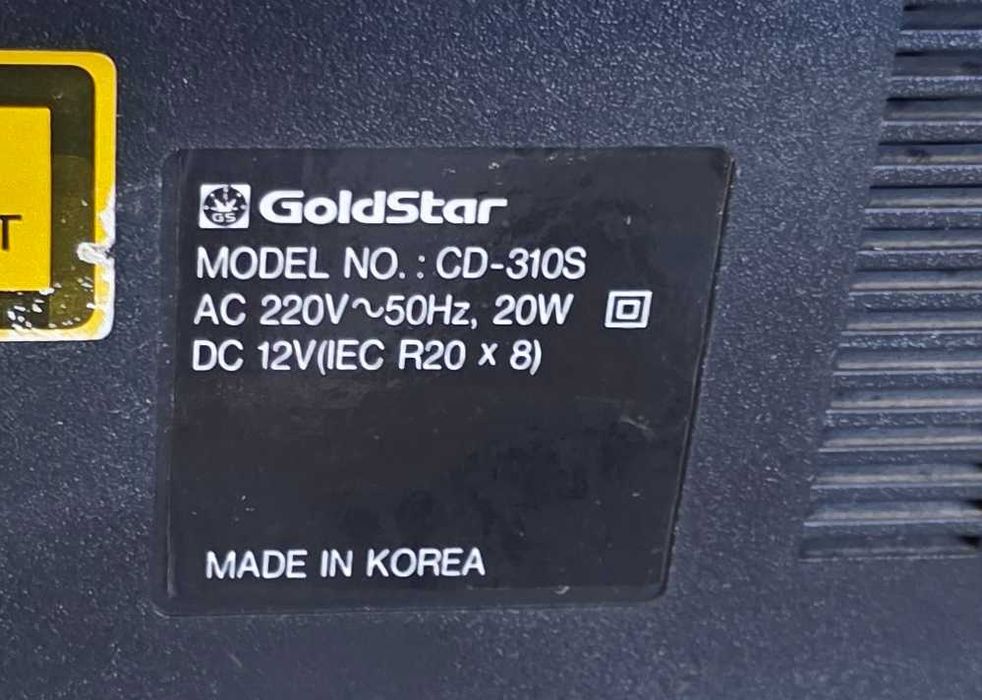 T
GS GoldStar
MODEL NO. : CD-310S
AC 220V~50Hz, 20W
DC 12V(IEC R20 x 8)
MADE IN KOREA